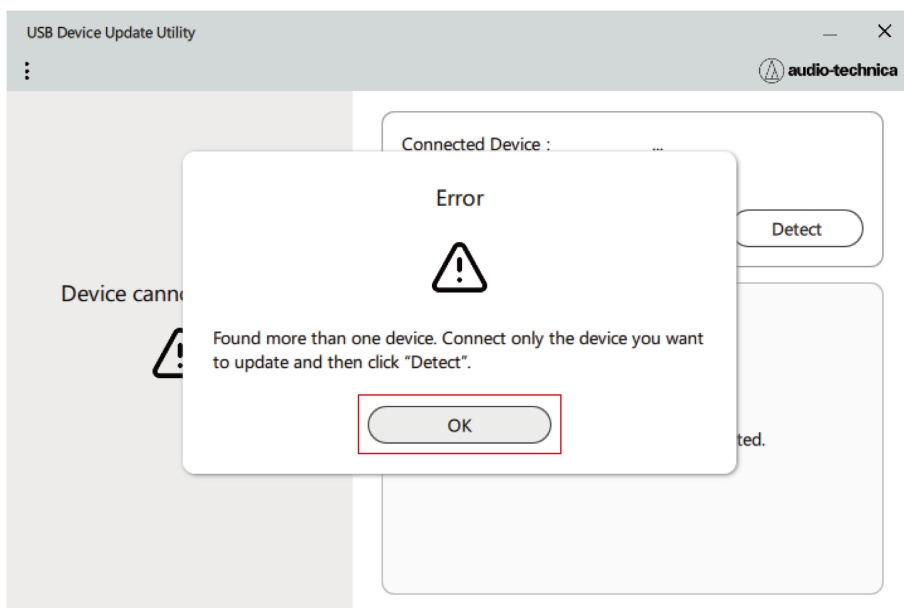 USB Device Update Utility
audio-technica
Connected Device : ...
Detect
Device canno
Error
Found more than one device. Connect only the device you want
to update and then click “Detect”.
OK
ted.